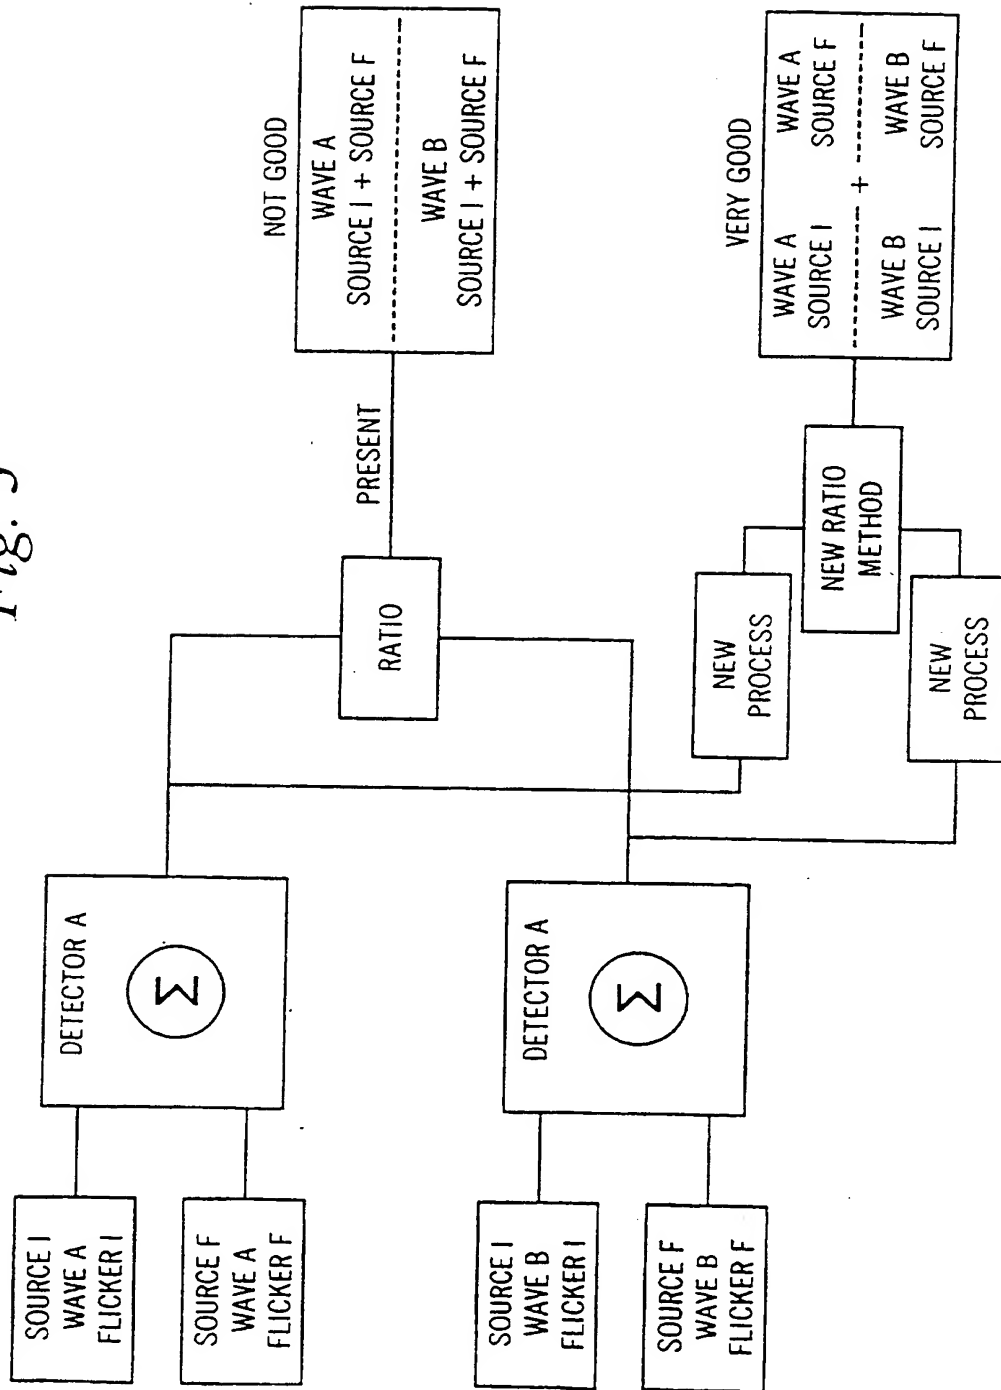 Fig.
SOURCE I
WAVE A
FLICKER I
SOURCE F
WAVE A
FLICKER F
DETECTOR A
Σ
SOURCE I
WAVE B
FLICKER I
SOURCE F
WAVE B
FLICKER F
DETECTOR A
Σ
RATIO
PRESENT
NOT GOOD
WAVE A
SOURCE I + SOURCE F
WAVE B
SOURCE I + SOURCE F
NEW
PROCESS
NEW RATIO
METHOD
NEW
PROCESS
VERY GOOD
WAVE A WAVE A
SOURCE I SOURCE F
+
WAVE B WAVE B
SOURCE I SOURCE F